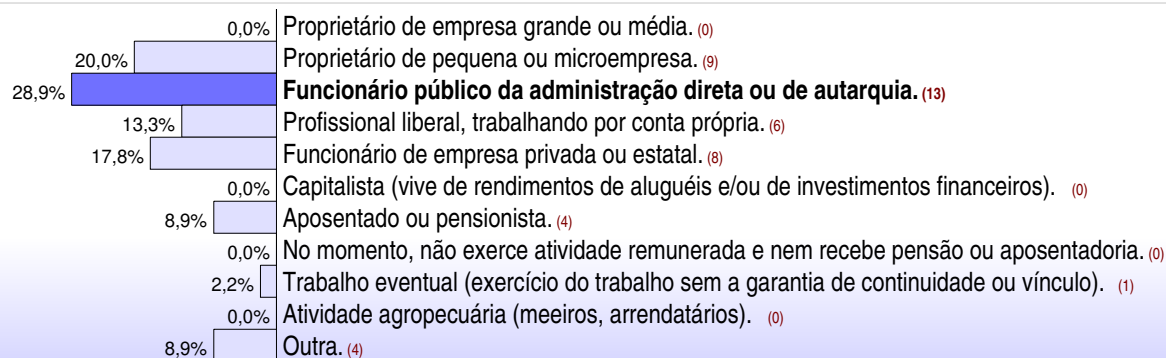 0,0% Proprietário de empresa grande ou média. (0)
20,0% Proprietário de pequena ou microempresa. (9)
28,9% Funcionário público da administração direta ou de autarquia. (13)
13,3% Profissional liberal, trabalhando por conta própria. (6)
17,8% Funcionário de empresa privada ou estatal. (8)
0,0% Capitalista (vive de rendimentos de aluguéis e/ou de investimentos financeiros). (0)
8,9% Aposentado ou pensionista. (4)
0,0% No momento, não exerce atividade remunerada e nem recebe pensão ou aposentadoria. (0)
2,2% Trabalho eventual (exercício do trabalho sem a garantia de continuidade ou vínculo). (1)
0,0% Atividade agropecuária (meeiros, arrendatários). (0)
8,9% Outra. (4)